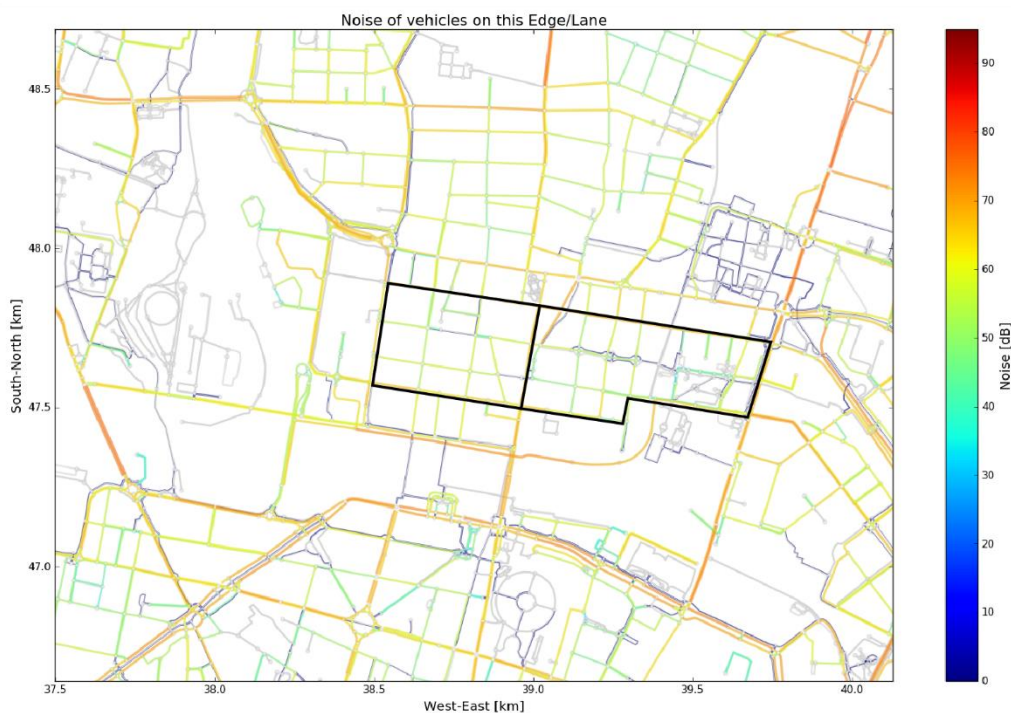 Noise of vehicles on this Edge/Lane
48.5
48.0
47.5
47.0
South-North [km]
37.5 38.0 38.5 39.0 39.5 40.0
West-East [km]
90
80
70
60
50
40
30
20
10
0
Noise [dB]